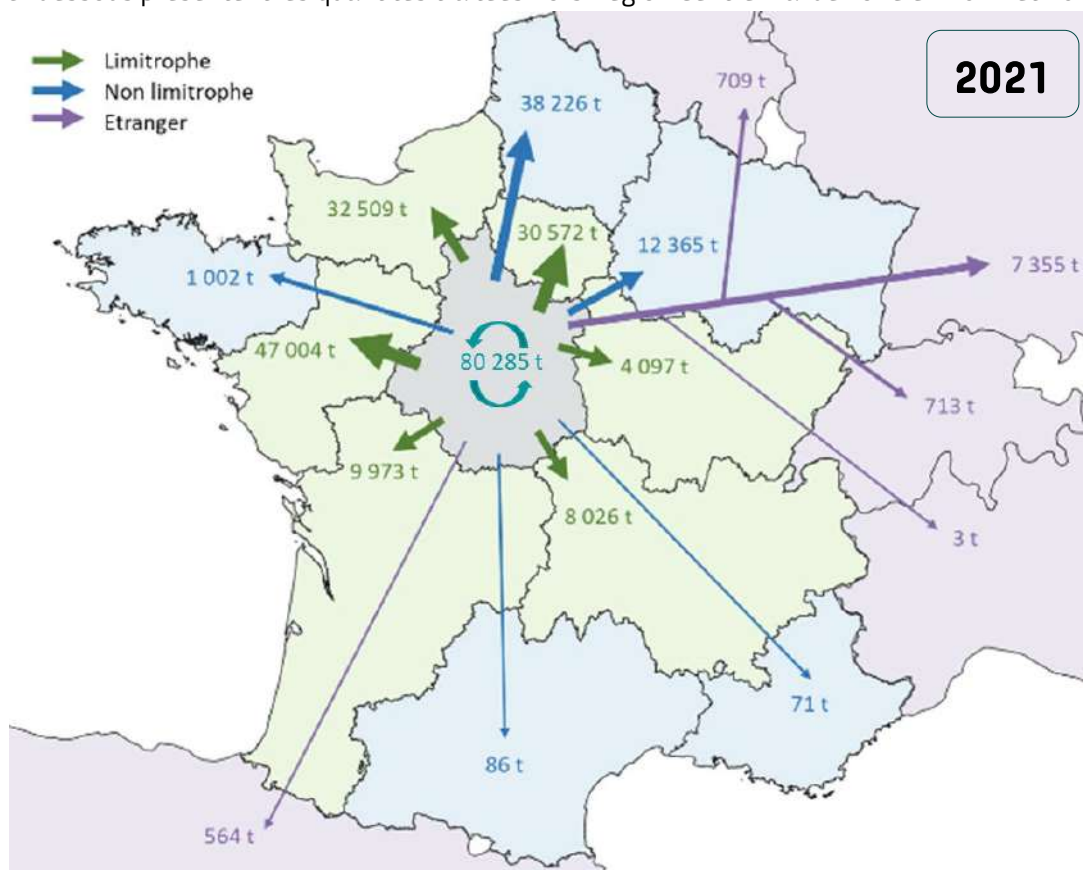 Limitrophe
Non limitrophe
Etranger
2021
709 t
38 226 t
32 509 t
30 572 t
12 365 t
7 355 t
1 002 t
47 004 t
80 285 t
4 097 t
713 t
9 973 t
8 026 t
3 t
71 t
86 t
564 t